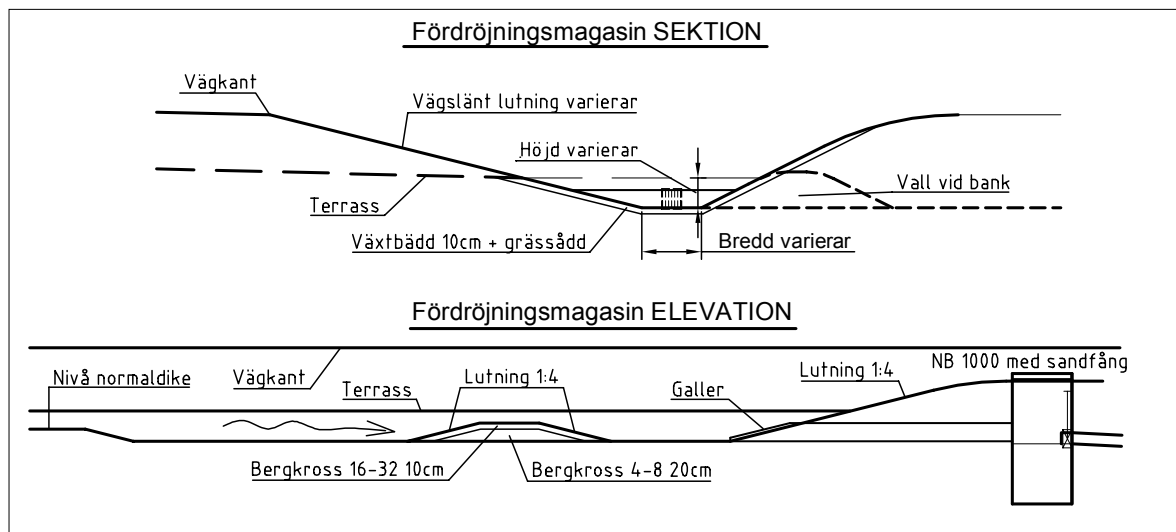 Fördröjningsmagasin SEKTION
Vägkant
Vägslänt lutning varierar
Höjd varierar
Vall vid bank
Terrass
Växtbädd 10cm + grässådd
Bredd varierar
Fördröjningsmagasin ELEVATION
NB 1000 med sandfång
Nivå normaldike
Vägkant
Terrass
Lutning 1:4
Galler
Lutning 1:4
Bergkross 16-32 10cm
Bergkross 4-8 20cm